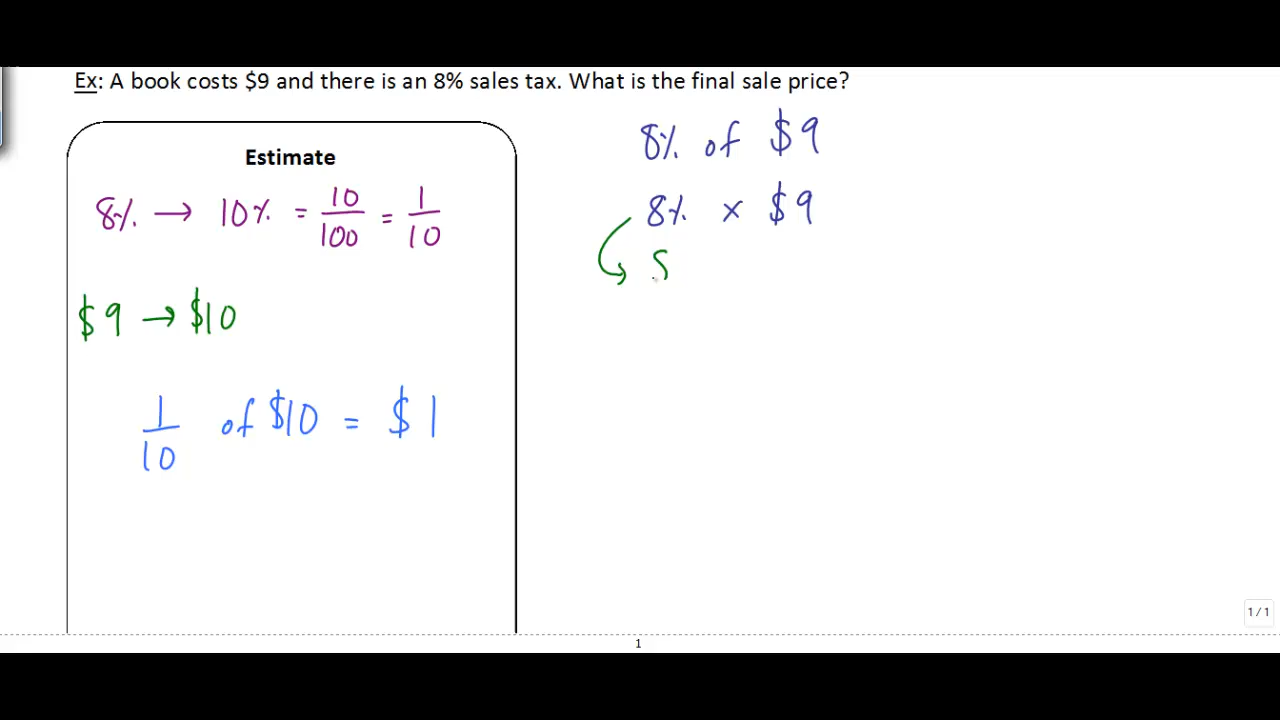 Ex: A book costs $9 and there is an 8% sales tax. What is the final sale price?
Estimate
8% → 10% = 10/100 = 1/10
$9 → $10
1/10 of $10 = $1
8% of $9
8% x $9
1 / 1
1